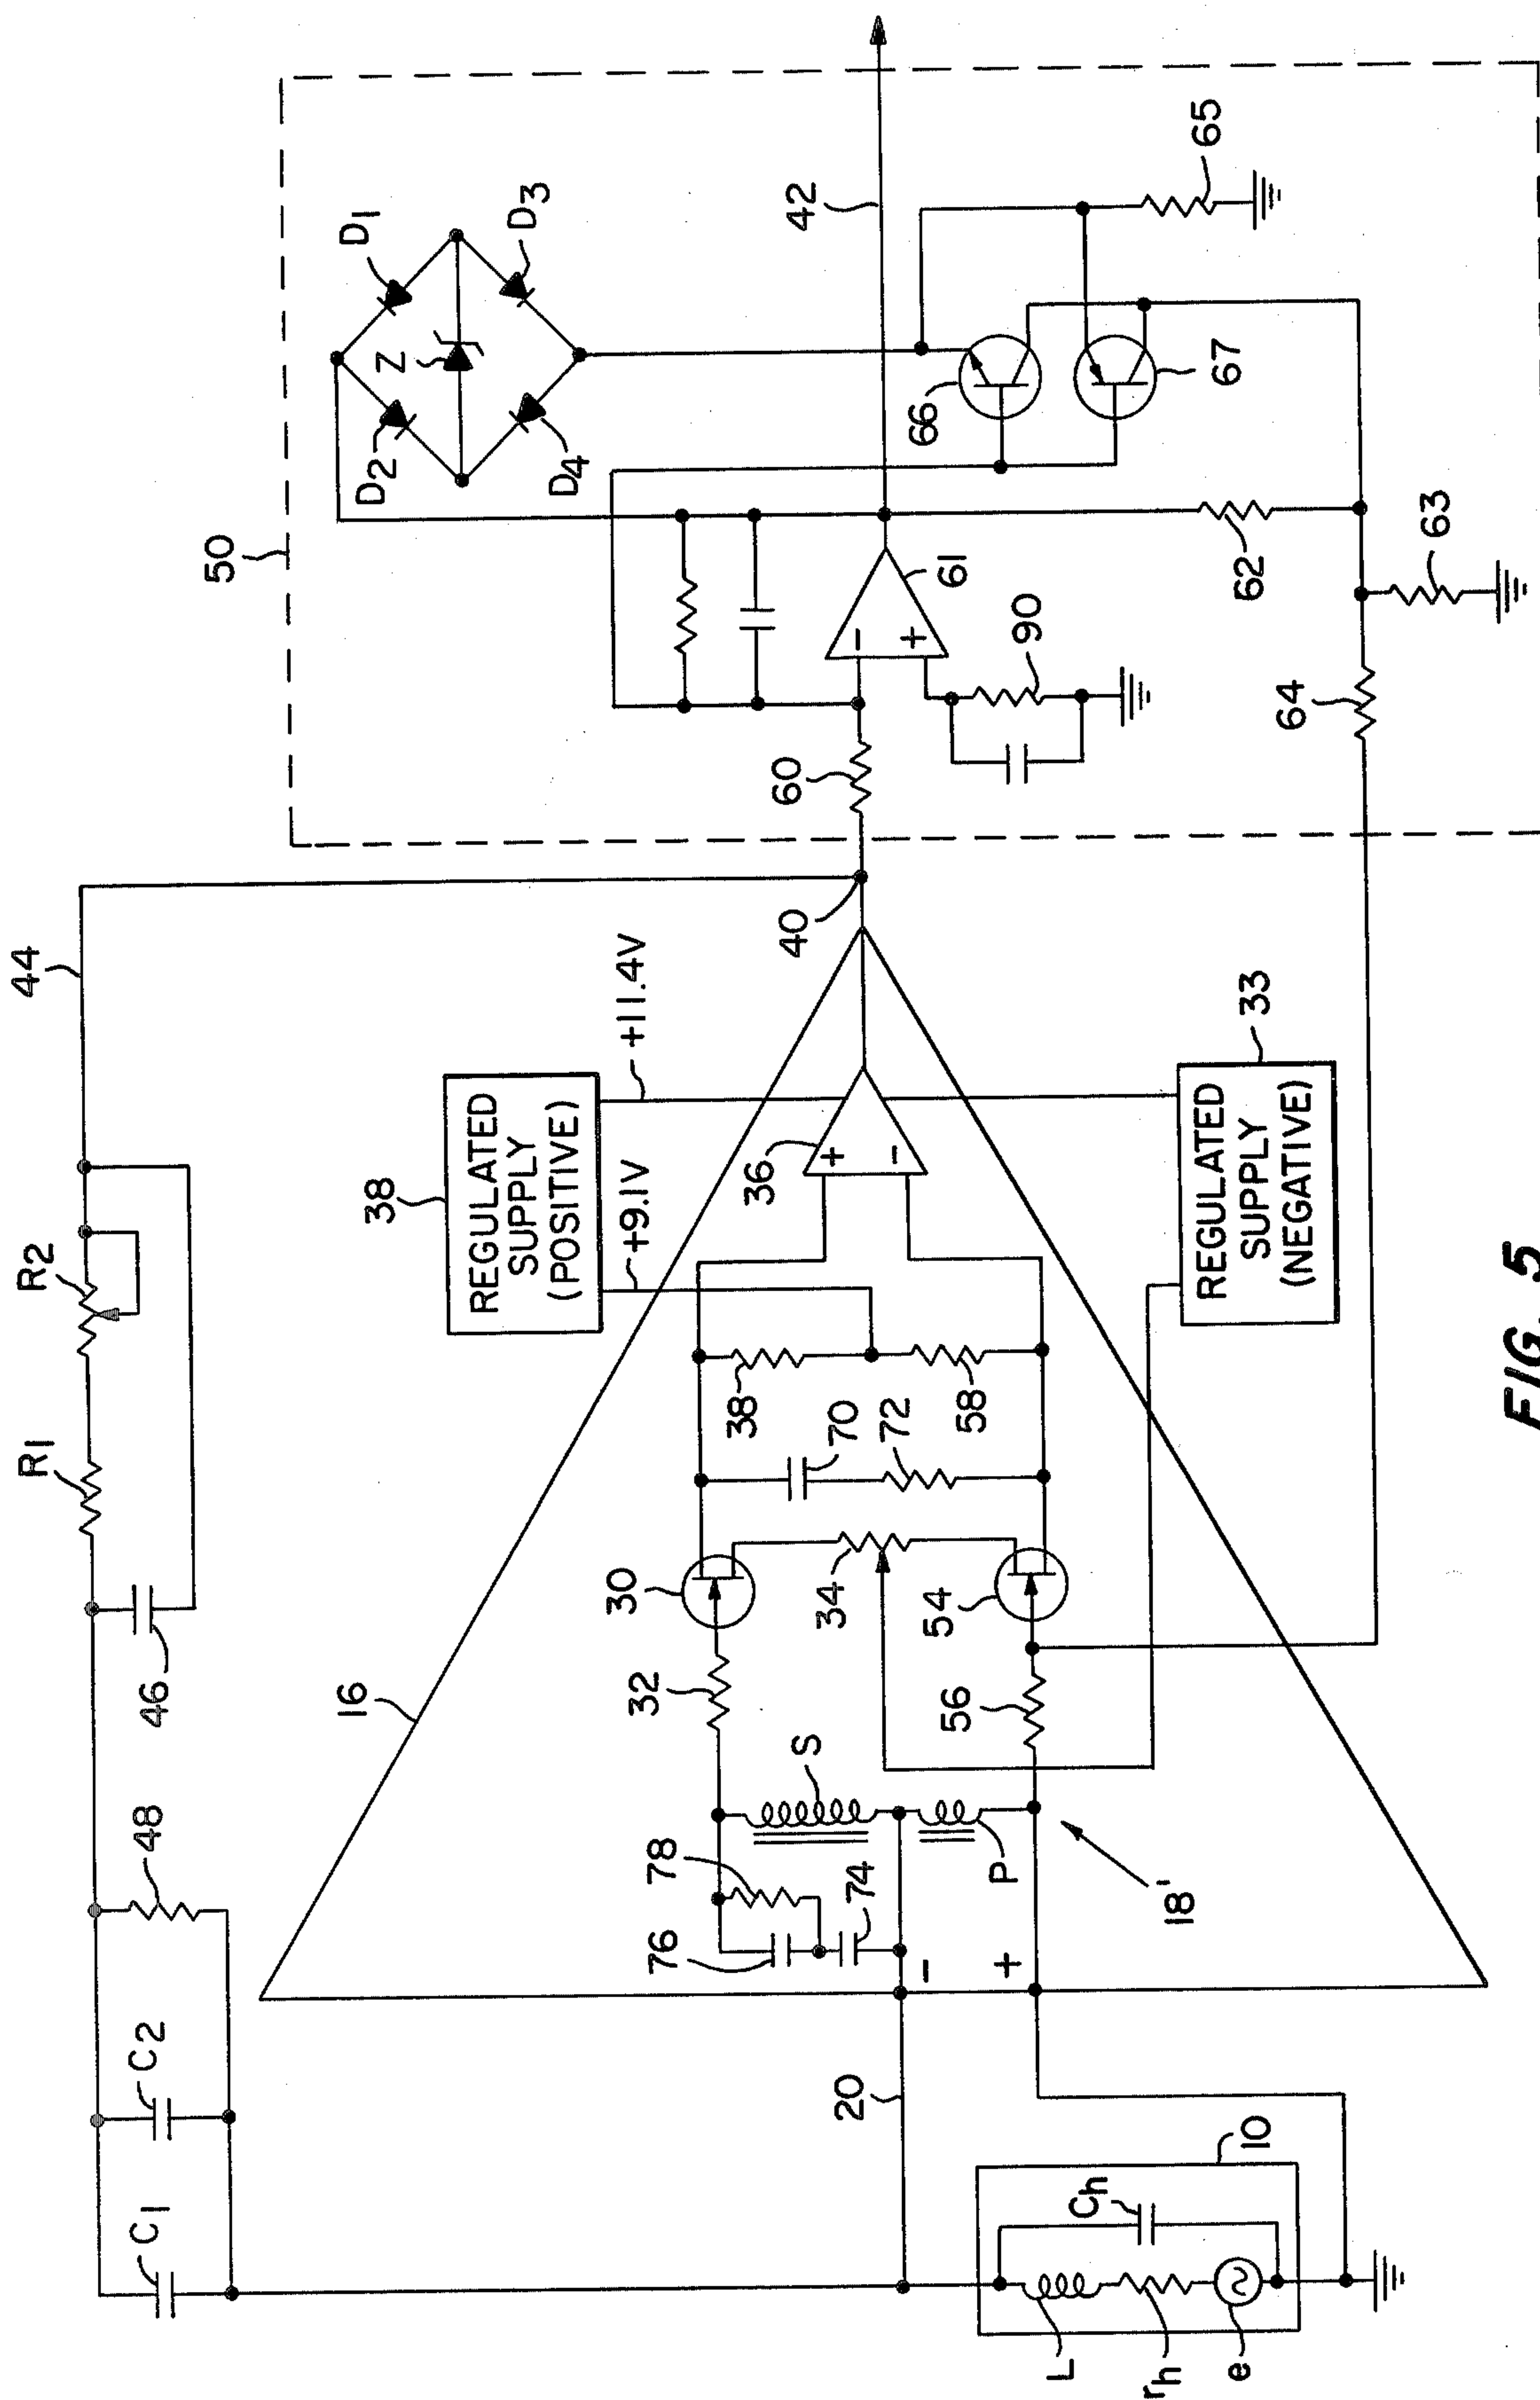 44
R1
R2
46
48
C1
C2
50
D1
D2
D3
D4
Z
42
65
66
67
61
62
63
64
90
60
40
38
REGULATED
SUPPLY
(POSITIVE)
+11.4V
+9.1V
36
+
-
-
+
33
REGULATED
SUPPLY
(NEGATIVE)
38
58
70
72
30
34
54
32
56
16
S
P
78
76
74
18'
-
+
20
10
Ch
L
rh
e
FIG. 5